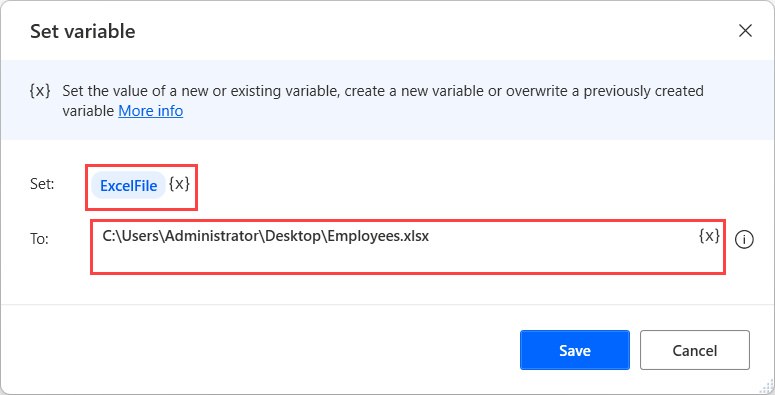 Set variable
{x} Set the value of a new or existing variable, create a new variable or overwrite a previously created
variable More info
Set: ExcelFile {x}
To: C:\Users\Administrator\Desktop\Employees.xlsx {x}
Save Cancel